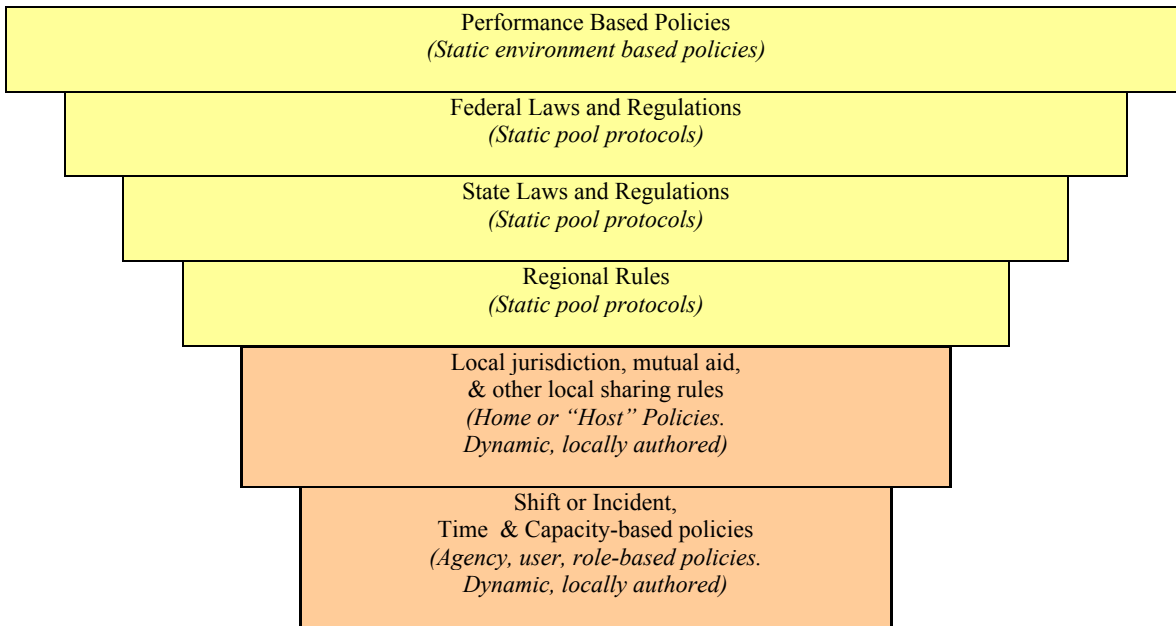 Performance Based Policies
(Static environment based policies)
Federal Laws and Regulations
(Static pool protocols)
State Laws and Regulations
(Static pool protocols)
Regional Rules
(Static pool protocols)
Local jurisdiction, mutual aid,
& other local sharing rules
(Home or “Host” Policies.
Dynamic, locally authored)
Shift or Incident,
Time & Capacity-based policies
(Agency, user, role-based policies.
Dynamic, locally authored)